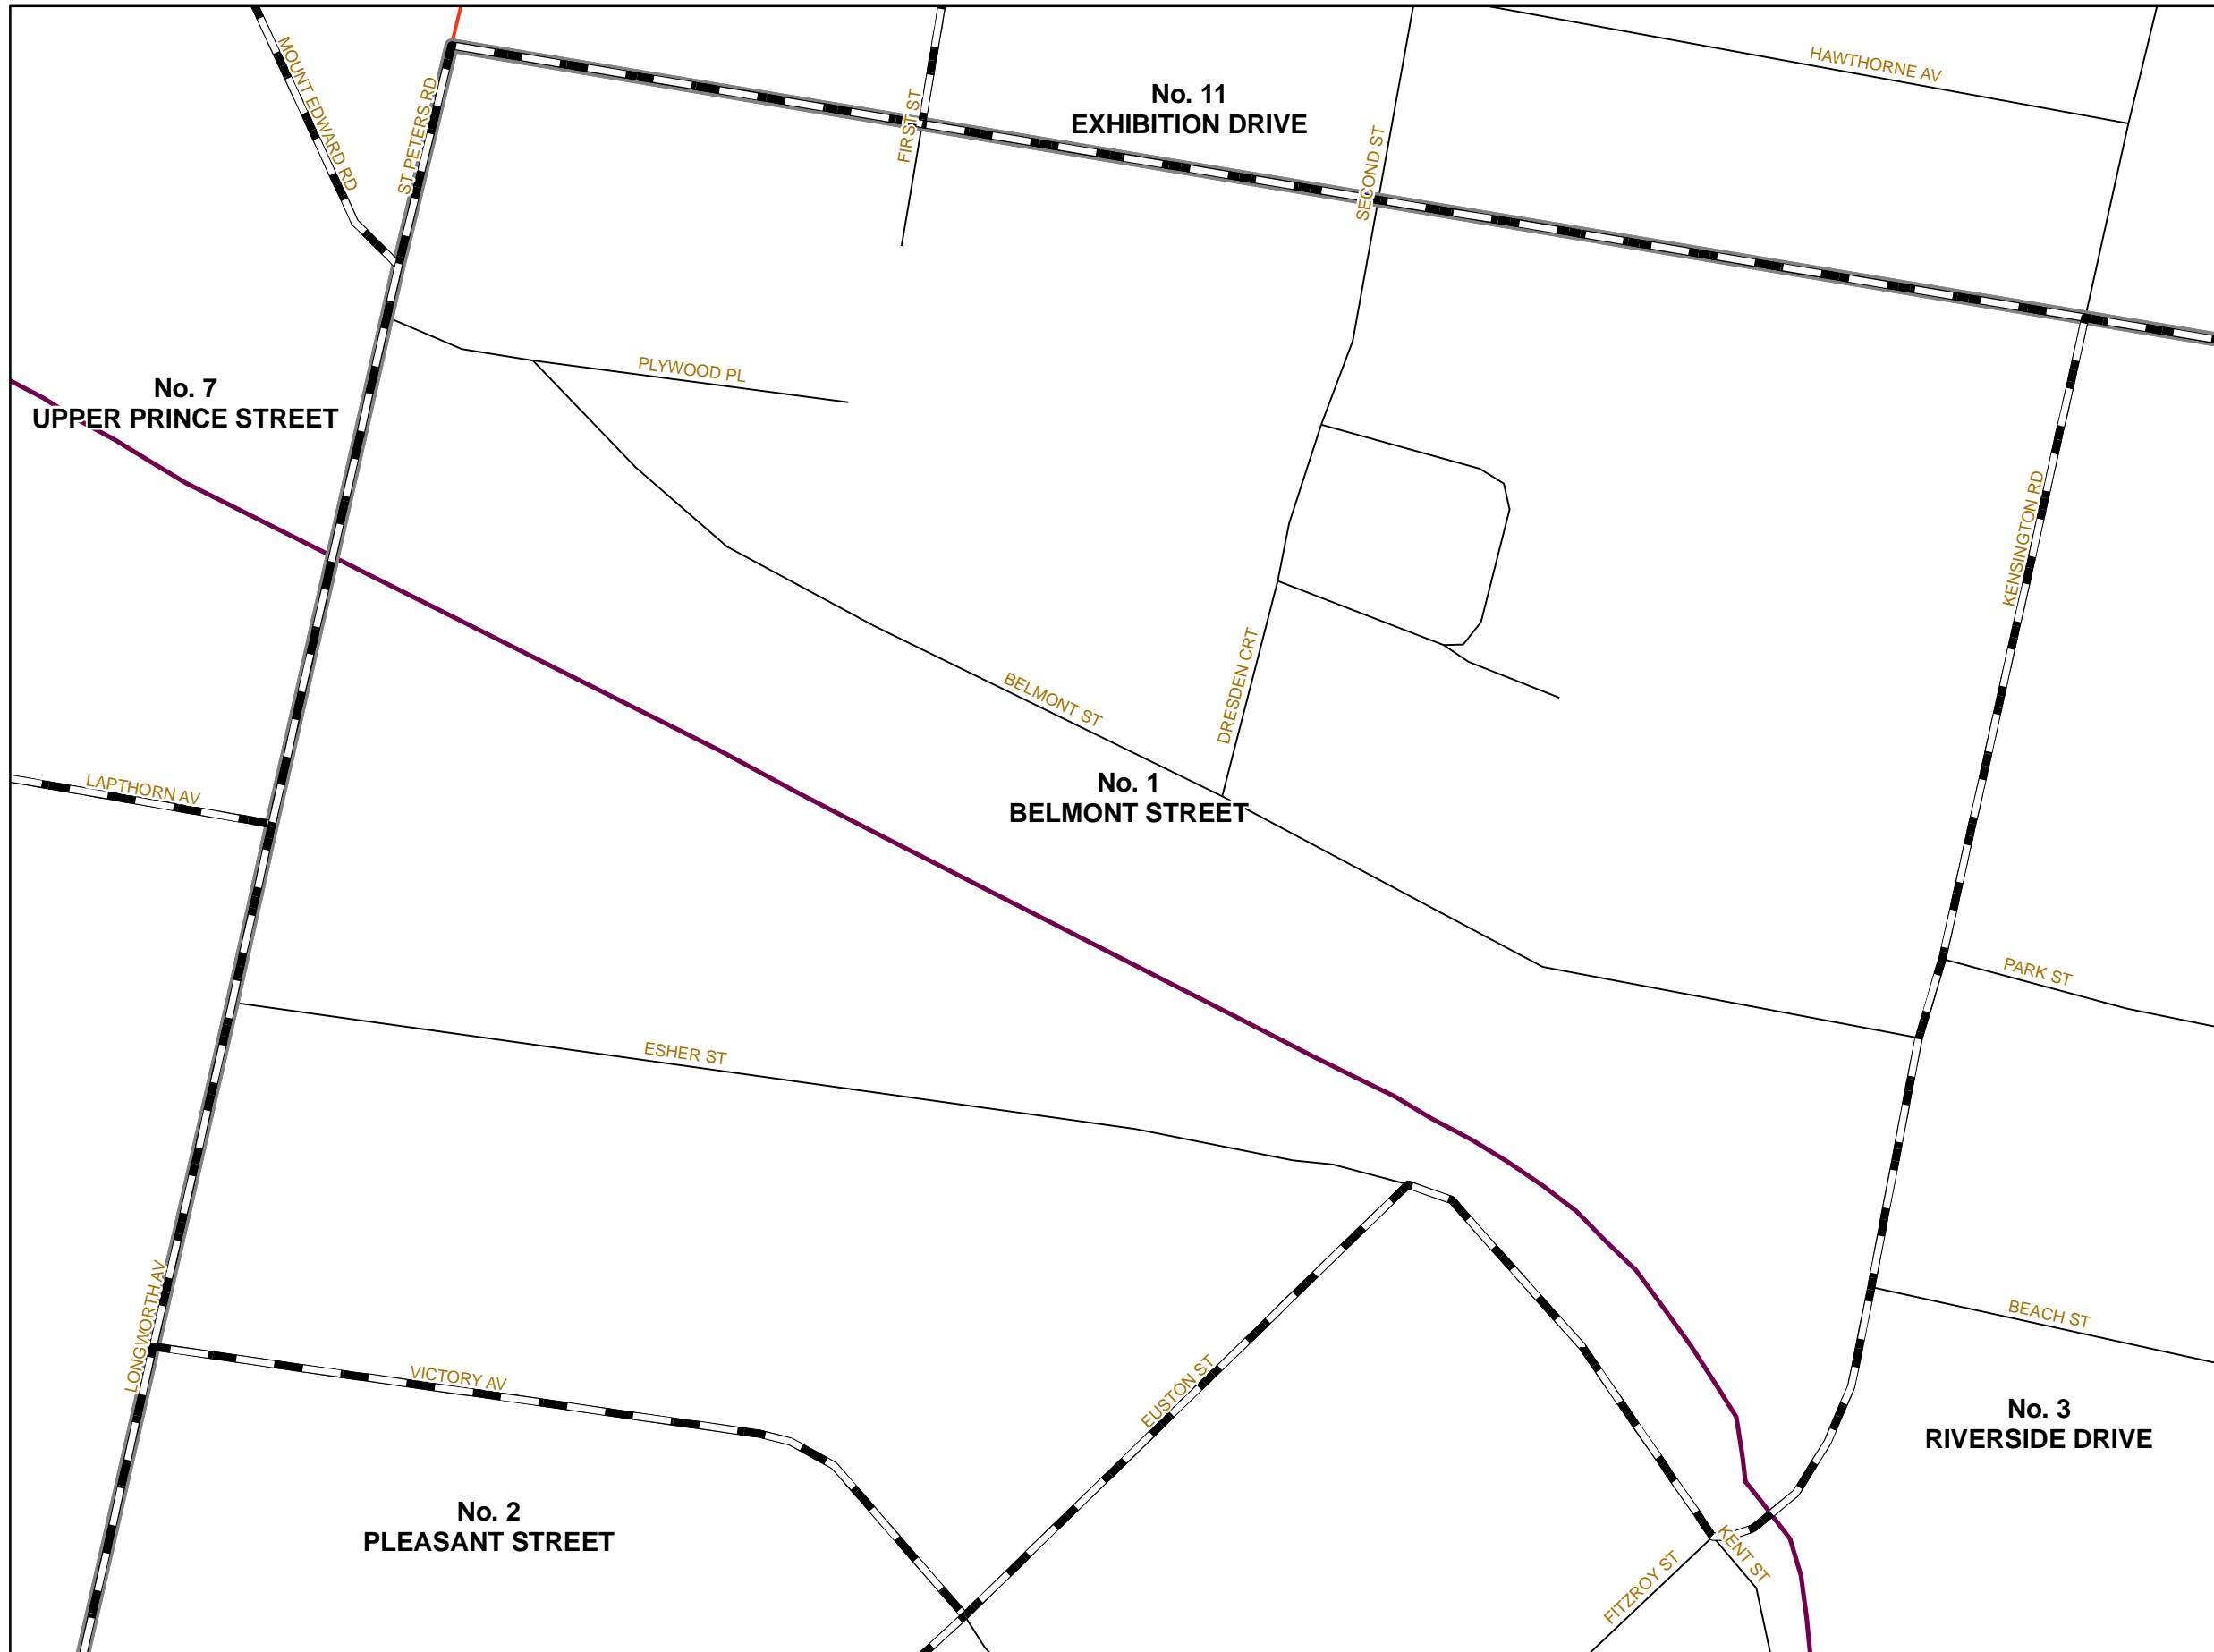 HAWTHORNE AV
MOUNT EDWARD RD
ST PETERS RD
FIRST ST
No. 11
EXHIBITION DRIVE
SECOND ST
PLYWOOD PL
No. 7
UPPER PRINCE STREET
KENSINGTON RD
DRESDEN CRT
BELMONT ST
LAPTHORN AV
No. 1
BELMONT STREET
PARK ST
ESHER ST
LONGWORTH AV
BEACH ST
VICTORY AV
EUSTON ST
No. 3
RIVERSIDE DRIVE
No. 2
PLEASANT STREET
KENT ST
FITZROY ST